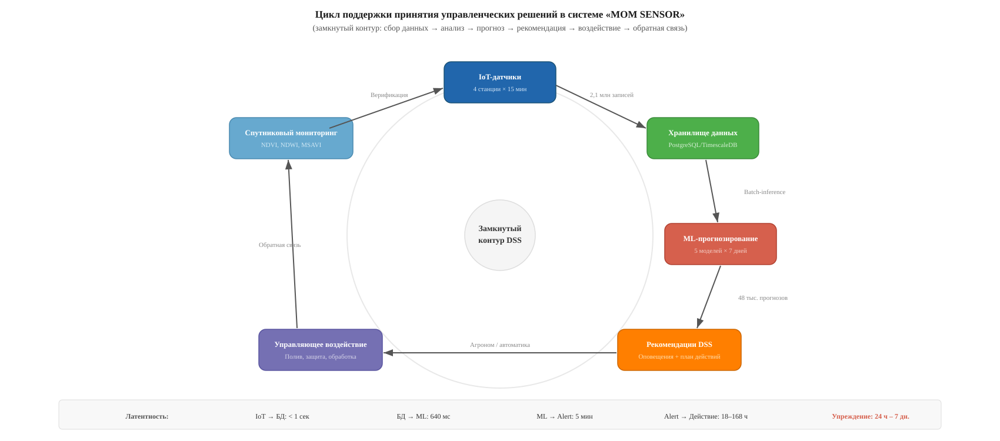 Цикл поддержки принятия управленческих решений в системе «MOM SENSOR»
(замкнутый контур: сбор данных → анализ → прогноз → рекомендация → воздействие → обратная связь)
IoT-датчики
4 станции × 15 мин
Верификация
2,1 млн записей
Спутниковый мониторинг
NDVI, NDWI, MSAVI
Хранилище данных
PostgreSQL/TimescaleDB
Batch-inference
Замкнутый
контур DSS
ML-прогнозирование
5 моделей × 7 дней
Обратная связь
48 тыс. прогнозов
Управляющее воздействие
Полив, защита, обработка
Агроном / автоматика
Рекомендации DSS
Оповещения + план действий
Латентность:
IoT → БД: < 1 сек
БД → ML: 640 мс
ML → Alert: 5 мин
Alert → Действие: 18–168 ч
Упреждение: 24 ч – 7 дн.